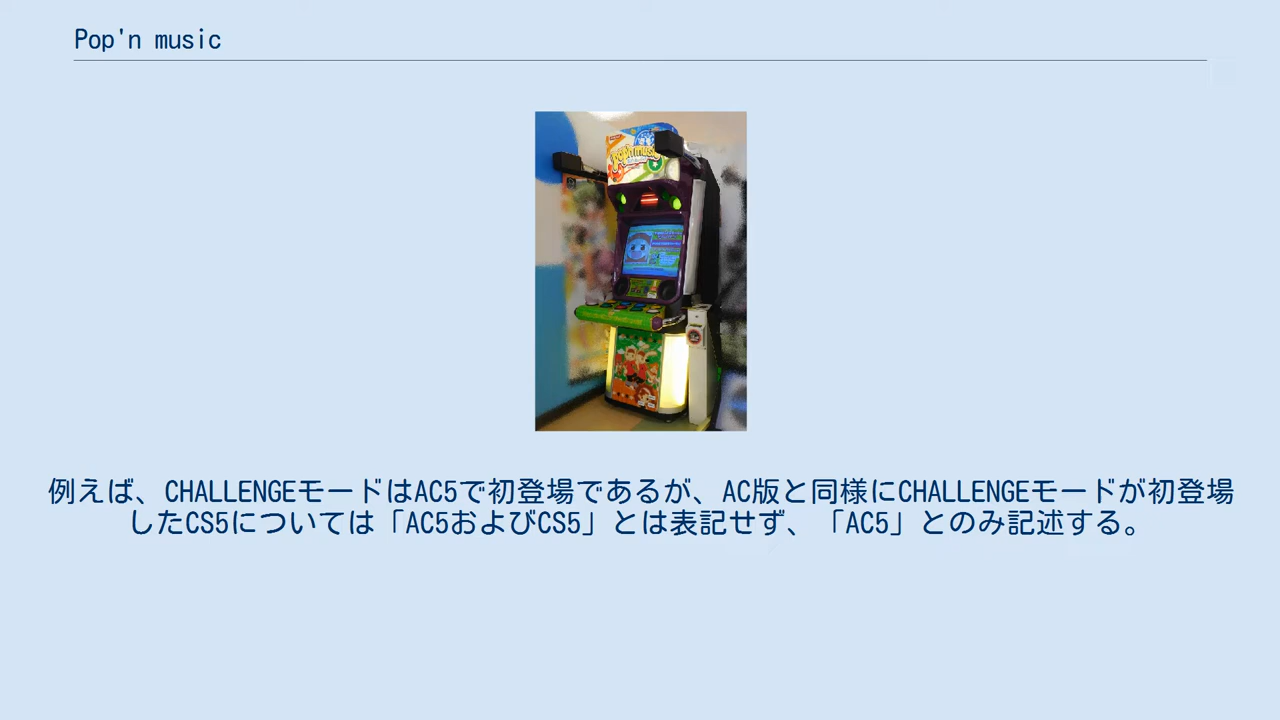 Pop'n music
pop'n music
例えば、CHALLENGEモードはAC5で初登場であるが、AC版と同様にCHALLENGEモードが初登場
したCS5については「AC5およびCS5」とは表記せず、「AC5」とのみ記述する。